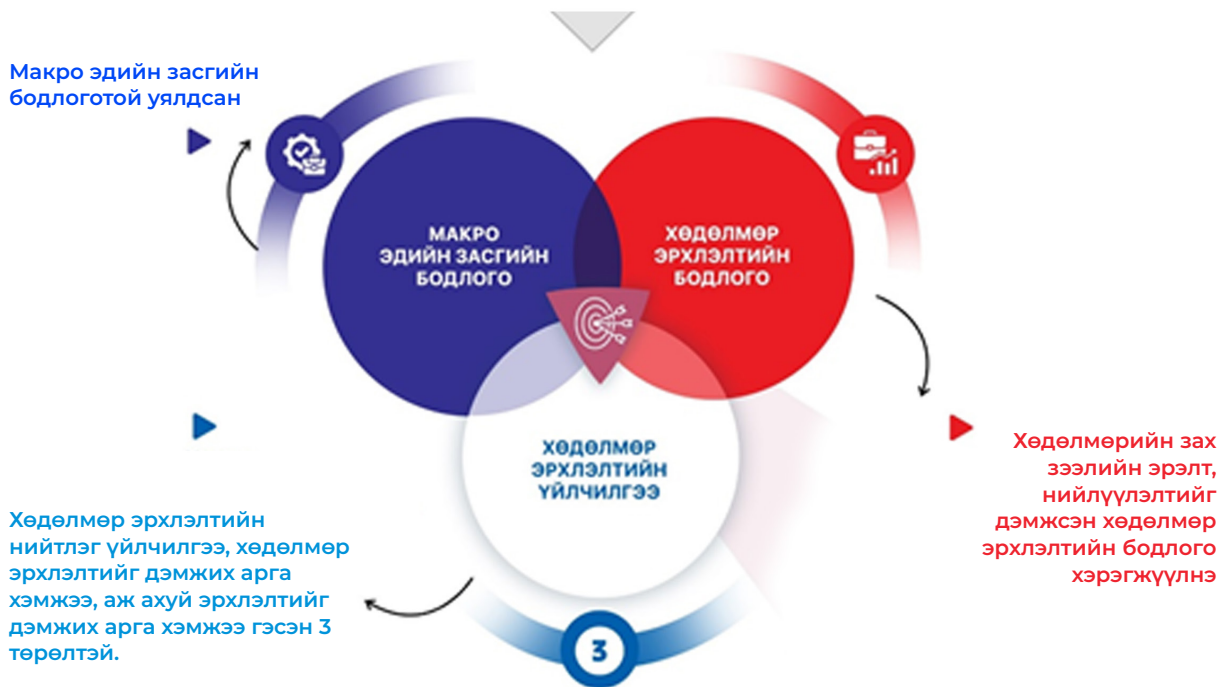 Макро эдийн засгийн
бодлоготой уялдсан
МАКРО
ЭДИЙН ЗАСГИЙН
БОДЛОГО
ХӨДӨЛМӨР
ЭРХЛЭЛТИЙН
БОДЛОГО
ХӨДӨЛМӨР
ЭРХЛЭЛТИЙН
ҮЙЛЧИЛГЭЭ
Хөдөлмөрийн зах
зээлийн эрэлт,
нийлүүлэлтийг
дэмжсэн хөдөлмөр
эрхлэлтийн бодлого
хэрэгжүүлнэ
Хөдөлмөр эрхлэлтийн
нийтлэг үйлчилгээ, хөдөлмөр
эрхлэлтийг дэмжих арга
хэмжээ, аж ахуй эрхлэлтийг
дэмжих арга хэмжээ гэсэн 3
төрөлтэй.
3